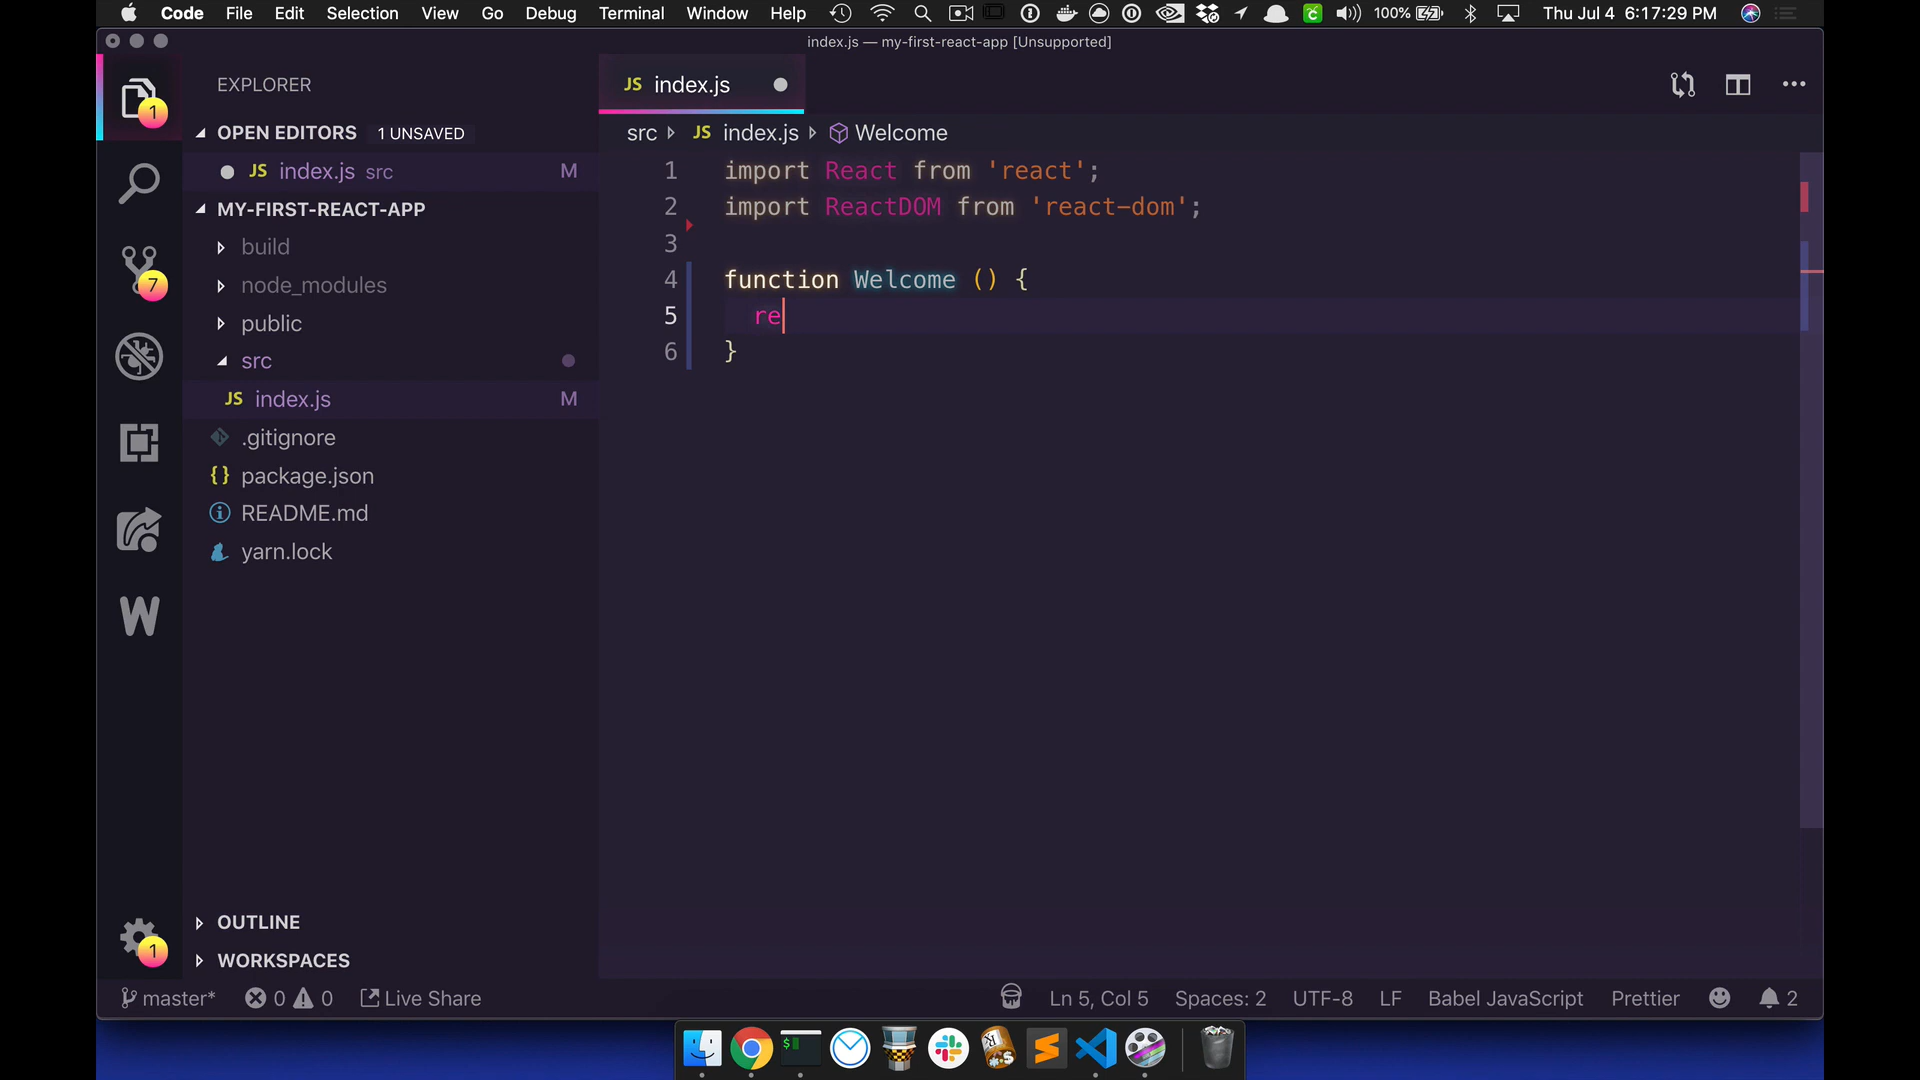 Code File Edit Selection View Go Debug Terminal Window Help 100% Thu Jul 4 6:17:29 PM
index.js — my-first-react-app [Unsupported]
EXPLORER
OPEN EDITORS 1 UNSAVED
JS index.js src M
MY-FIRST-REACT-APP
build
node_modules
public
src
JS index.js M
.gitignore
{} package.json
README.md
yarn.lock
OUTLINE
WORKSPACES
1
7
W
1
JS index.js
src JS index.js Welcome
1 import React from 'react';
2 import ReactDOM from 'react-dom';
3
4 function Welcome () {
5 re
6 }
master* 0 0 Live Share Ln 5, Col 5 Spaces: 2 UTF-8 LF Babel JavaScript Prettier 2
$